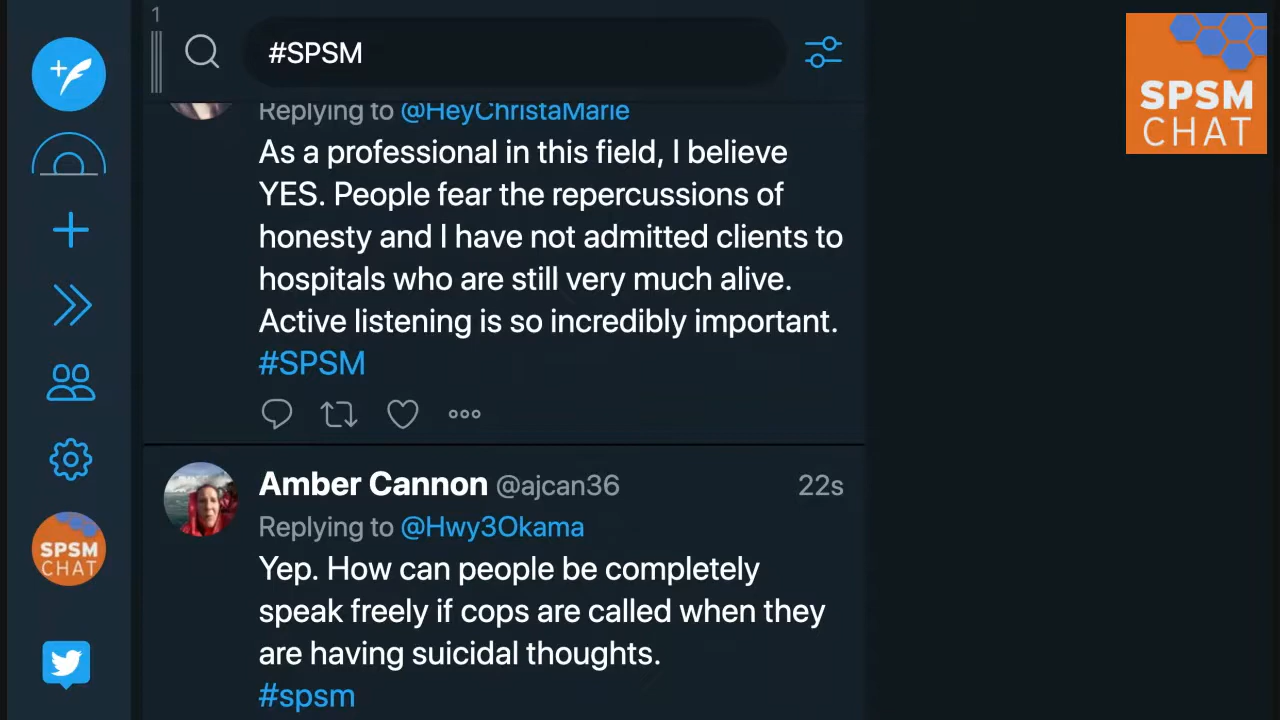 1
#SPSM
SPSM
CHAT
Replying to @HeyChristaMarie
As a professional in this field, I believe
YES. People fear the repercussions of
honesty and I have not admitted clients to
hospitals who are still very much alive.
Active listening is so incredibly important.
#SPSM
Amber Cannon @ajcan36 22s
Replying to @Hwy3Okama
Yep. How can people be completely
speak freely if cops are called when they
are having suicidal thoughts.
#spsm
SPSM
CHAT